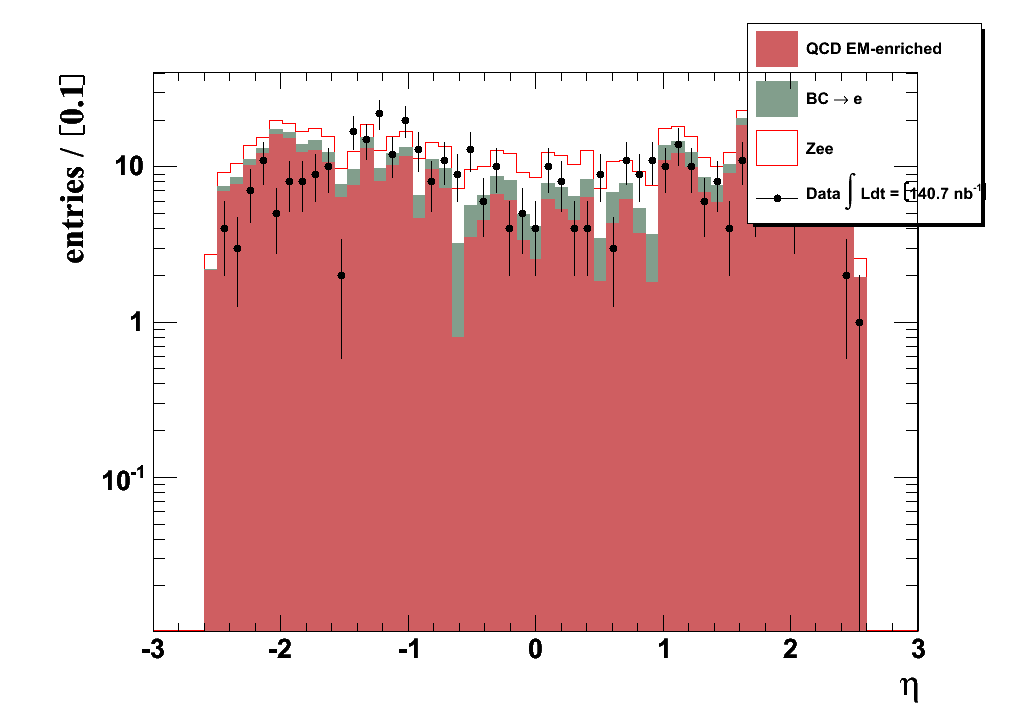 QCD EM-enriched
BC → e
Zee
Data ∫ Ldt = [140.7 nb-1]
entries / [0.1]
10
1
10-1
-3 -2 -1 0 1 2 3
η